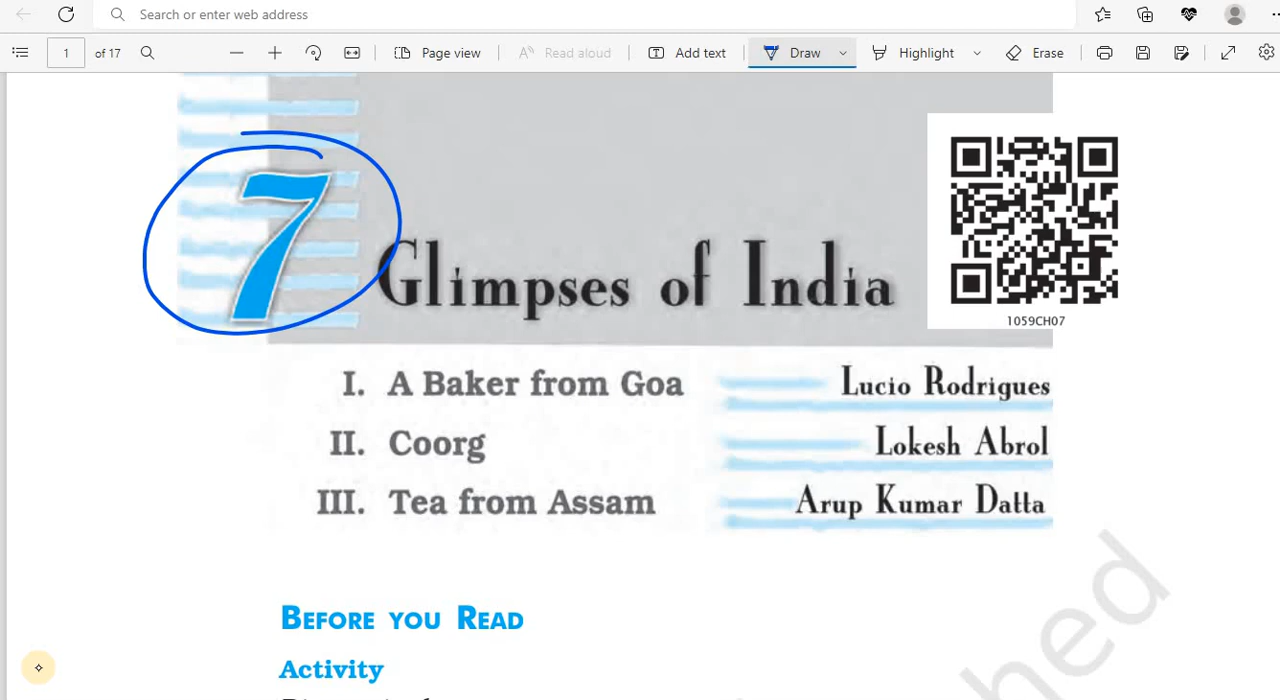 Search or enter web address
1 of 17 Page view Read aloud Add text Draw Highlight Erase
7 Glimpses of India
1059CH07
I. A Baker from Goa Lucio Rodrigues
II. Coorg Lokesh Abrol
III. Tea from Assam Arup Kumar Datta
BEFORE YOU READ
Activity
hed